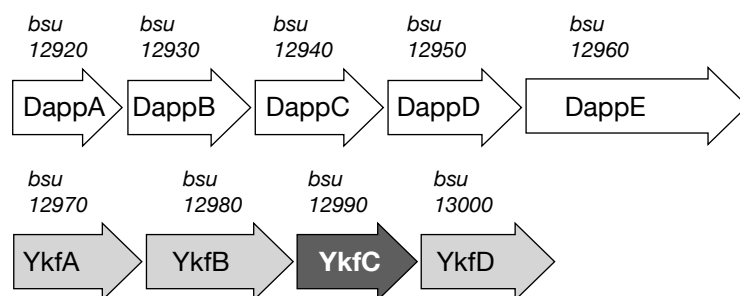 bsu bsu bsu bsu bsu
12920 12930 12940 12950 12960
DappA DappB DappC DappD DappE
bsu bsu bsu bsu
12970 12980 12990 13000
YkfA YkfB YkfC YkfD